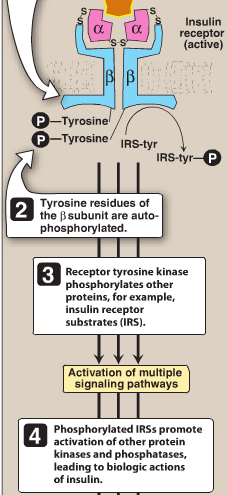 S S
S S
α α
S S
Insulin
receptor
(active)
β β
P—Tyrosine
P—Tyrosine
IRS-tyr
IRS-tyr—P
2 Tyrosine residues of
the β subunit are auto-
phosphorylated.
3 Receptor tyrosine kinase
phosphorylates other
proteins, for example,
insulin receptor
substrates (IRS).
Activation of multiple
signaling pathways
4 Phosphorylated IRSs promote
activation of other protein
kinases and phosphatases,
leading to biologic actions
of insulin.